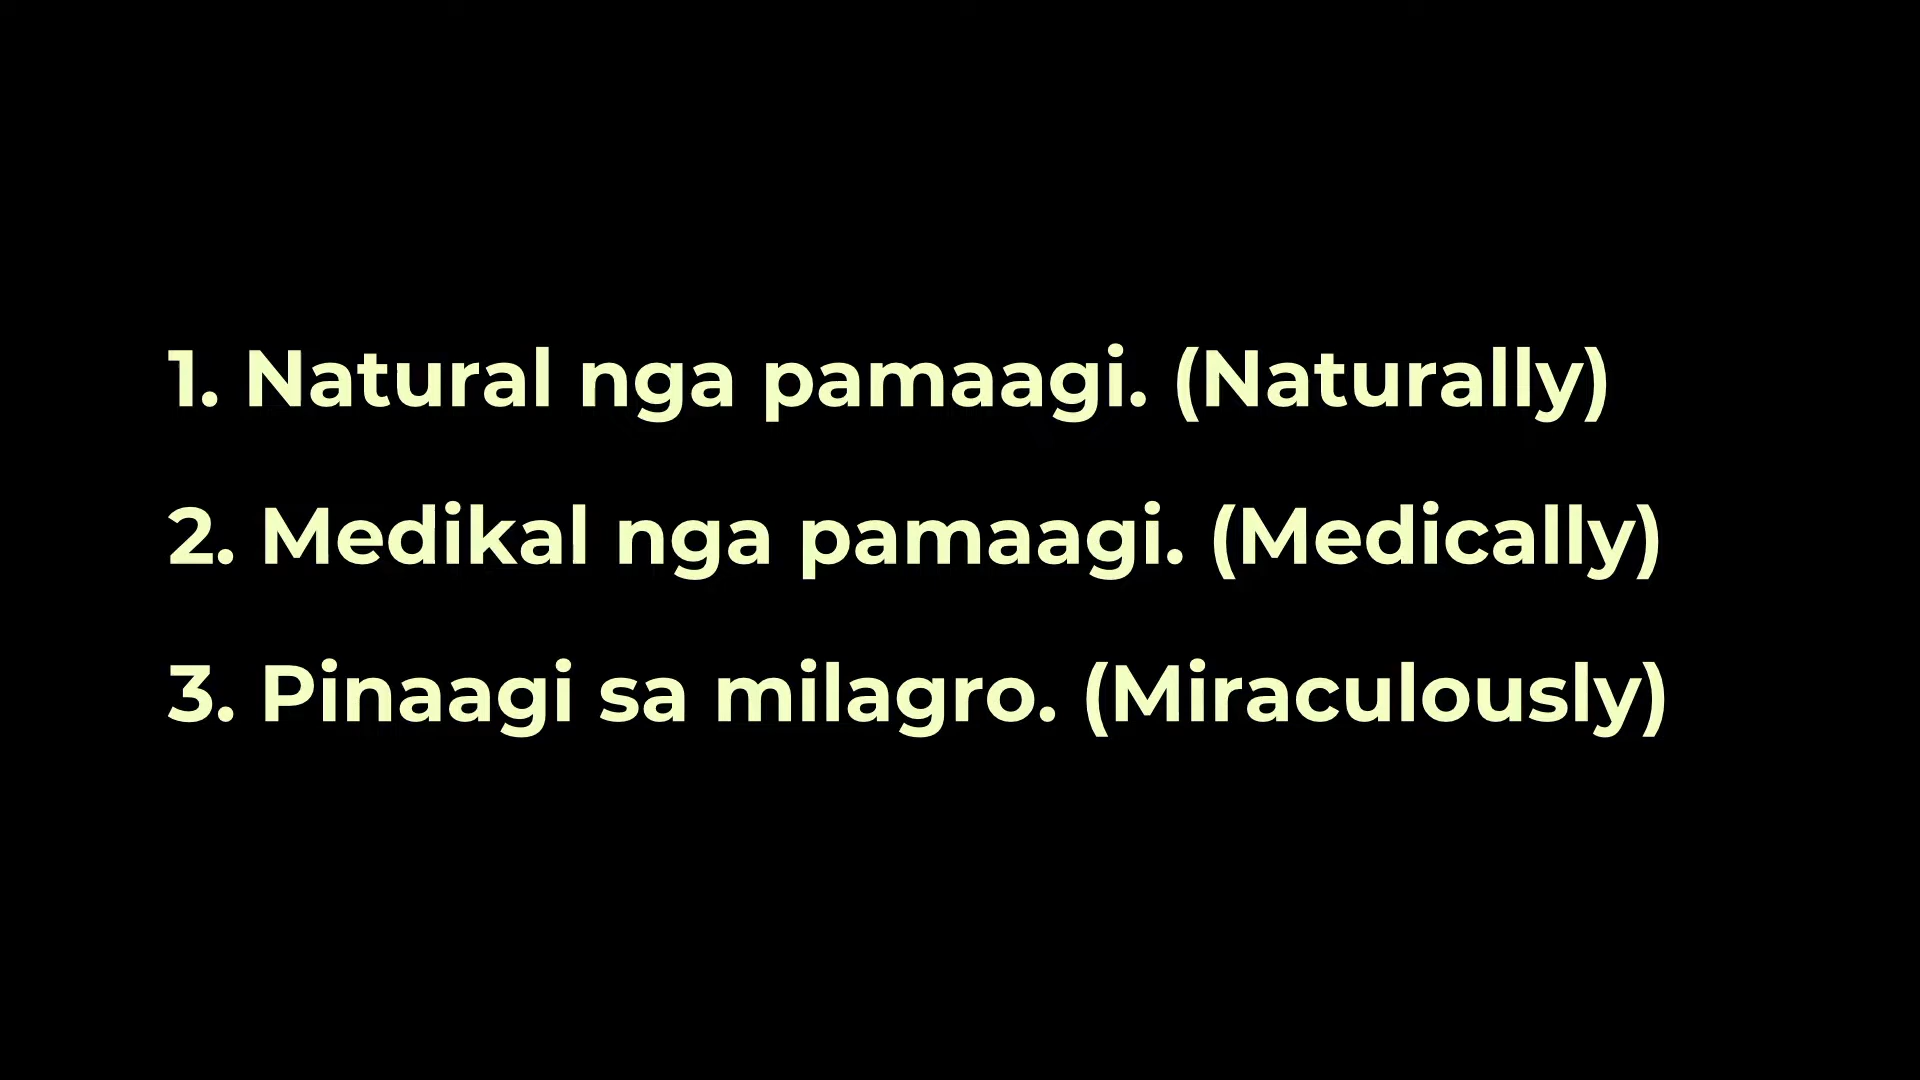 1. Natural nga pamaagi. (Naturally)
2. Medikal nga pamaagi. (Medically)
3. Pinaagi sa milagro. (Miraculously)